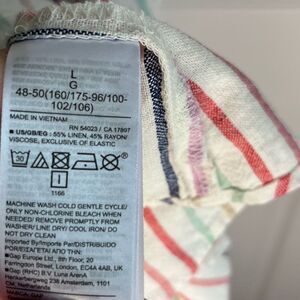 L
G
48-50(160/175-96/100-
102/106)
MADE IN VIETNAM
RN 54023 / CA 17897
■ US/GB/EG : 55% LINEN, 45% RAYON/
VISCOSE, EXCLUSIVE OF ELASTIC
30
I
1166
MACHINE WASH COLD GENTLE CYCLE/
ONLY NON-CHLORINE BLEACH WHEN
NEEDED/ REMOVE PROMPTLY FROM
WASHER/ LINE DRY/ COOL IRON/ DO
NOT DRY CLEAN
Imported By/Importe Par/DISTRIBUIDO
■Gap Europe Ltd., 8th Floor, 20
Farringdon Street, London, EC4A 4AB, UK
■Gap (RHC) B.V. Luna ArenA
Herikerbergweg 238 Amsterdam, 1101
CM, Netherlands